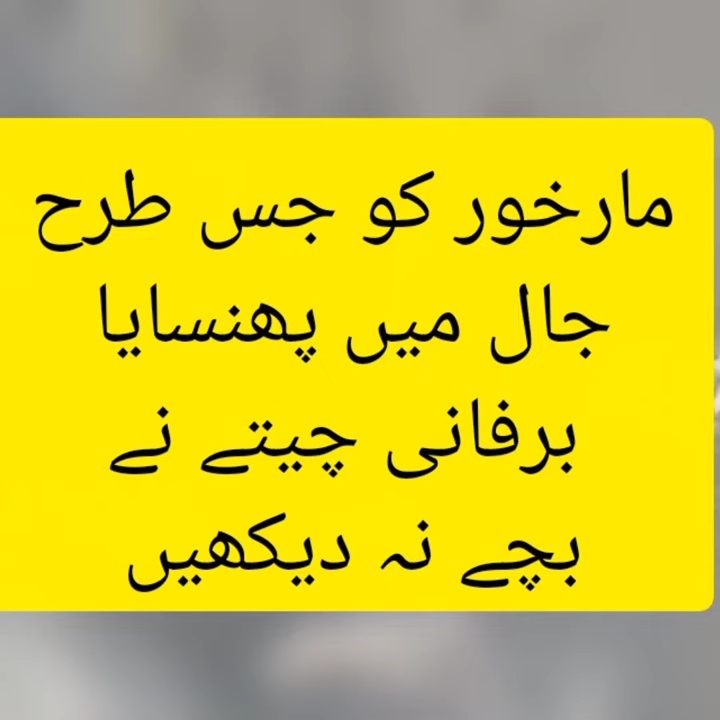 مارخور کو جس طرح
جال میں پھنسایا
برفانی چیتے نے
بچے نہ دیکھیں